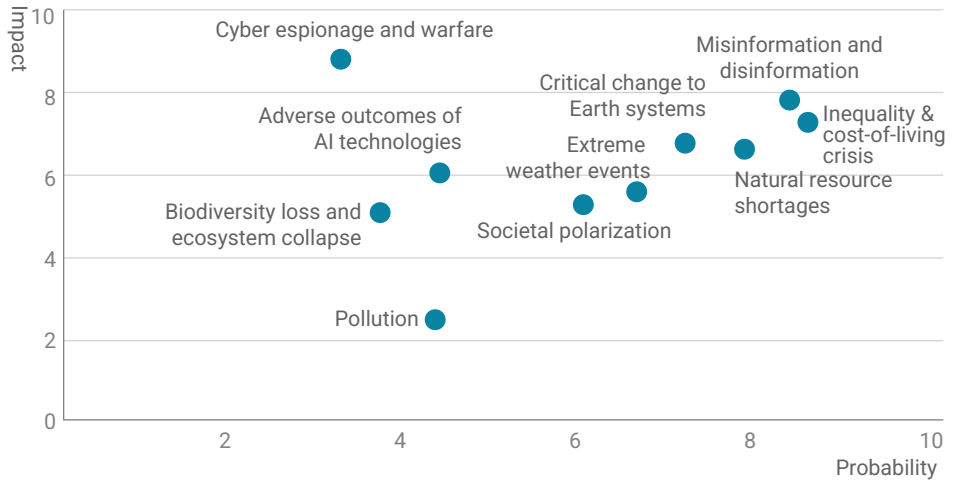 Impact
10
8
6
4
2
0
Cyber espionage and warfare
Misinformation and
disinformation
Critical change to
Earth systems
Inequality &
cost-of-living
crisis
Adverse outcomes of
AI technologies
Extreme
weather events
Natural resource
shortages
Biodiversity loss and
ecosystem collapse
Societal polarization
Pollution
2
4
6
8
10
Probability